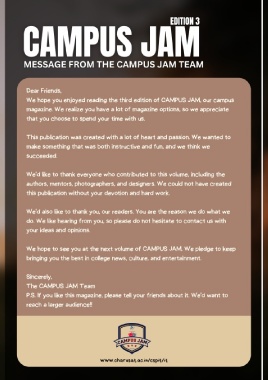 EDITION 3
CAMPUS JAM
MESSAGE FROM THE CAMPUS JAM TEAM
Dear Friends,
We hope you enjoyed reading the third edition of CAMPUS JAM, our campus
magazine. We realize you have a lot of magazine options, so we appreciate
that you choose to spend your time with us.
This publication was created with a lot of heart and passion. We wanted to
make something that was both instructive and fun, and we think we
succeeded.
We'd like to thank everyone who contributed to this volume, including the
authors, mentors, photographers, and designers. We could not have created
this publication without your devotion and hard work.
We'd also like to thank you, our readers. You are the reason we do what we
do. We like hearing from you, so please do not hesitate to contact us with
your ideas and opinions.
We hope to see you at the next volume of CAMPUS JAM. We pledge to keep
bringing you the best in college news, culture, and entertainment.
Sincerely,
The CAMPUS JAM Team
P.S. If you like this magazine, please tell your friends about it. We'd want to
reach a larger audience!!
CAMPUS JAM